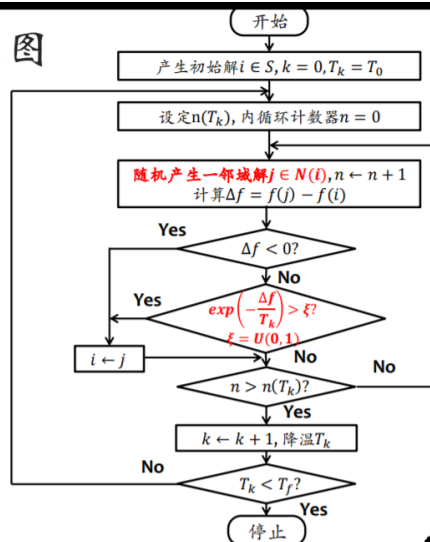 图
开始
产生初始解i ∈ S, k = 0, T_k = T_0
设定n(T_k), 内循环计数器n = 0
随机产生一邻域解j ∈ N(i), n ← n + 1
计算Δf = f(j) − f(i)
Yes
Δf < 0?
No
Yes
exp(−Δf/T_k) > ξ?
ξ = U(0,1)
No
i ← j
No
n > n(T_k)?
Yes
k ← k + 1, 降温T_k
No
T_k < T_f?
Yes
停止